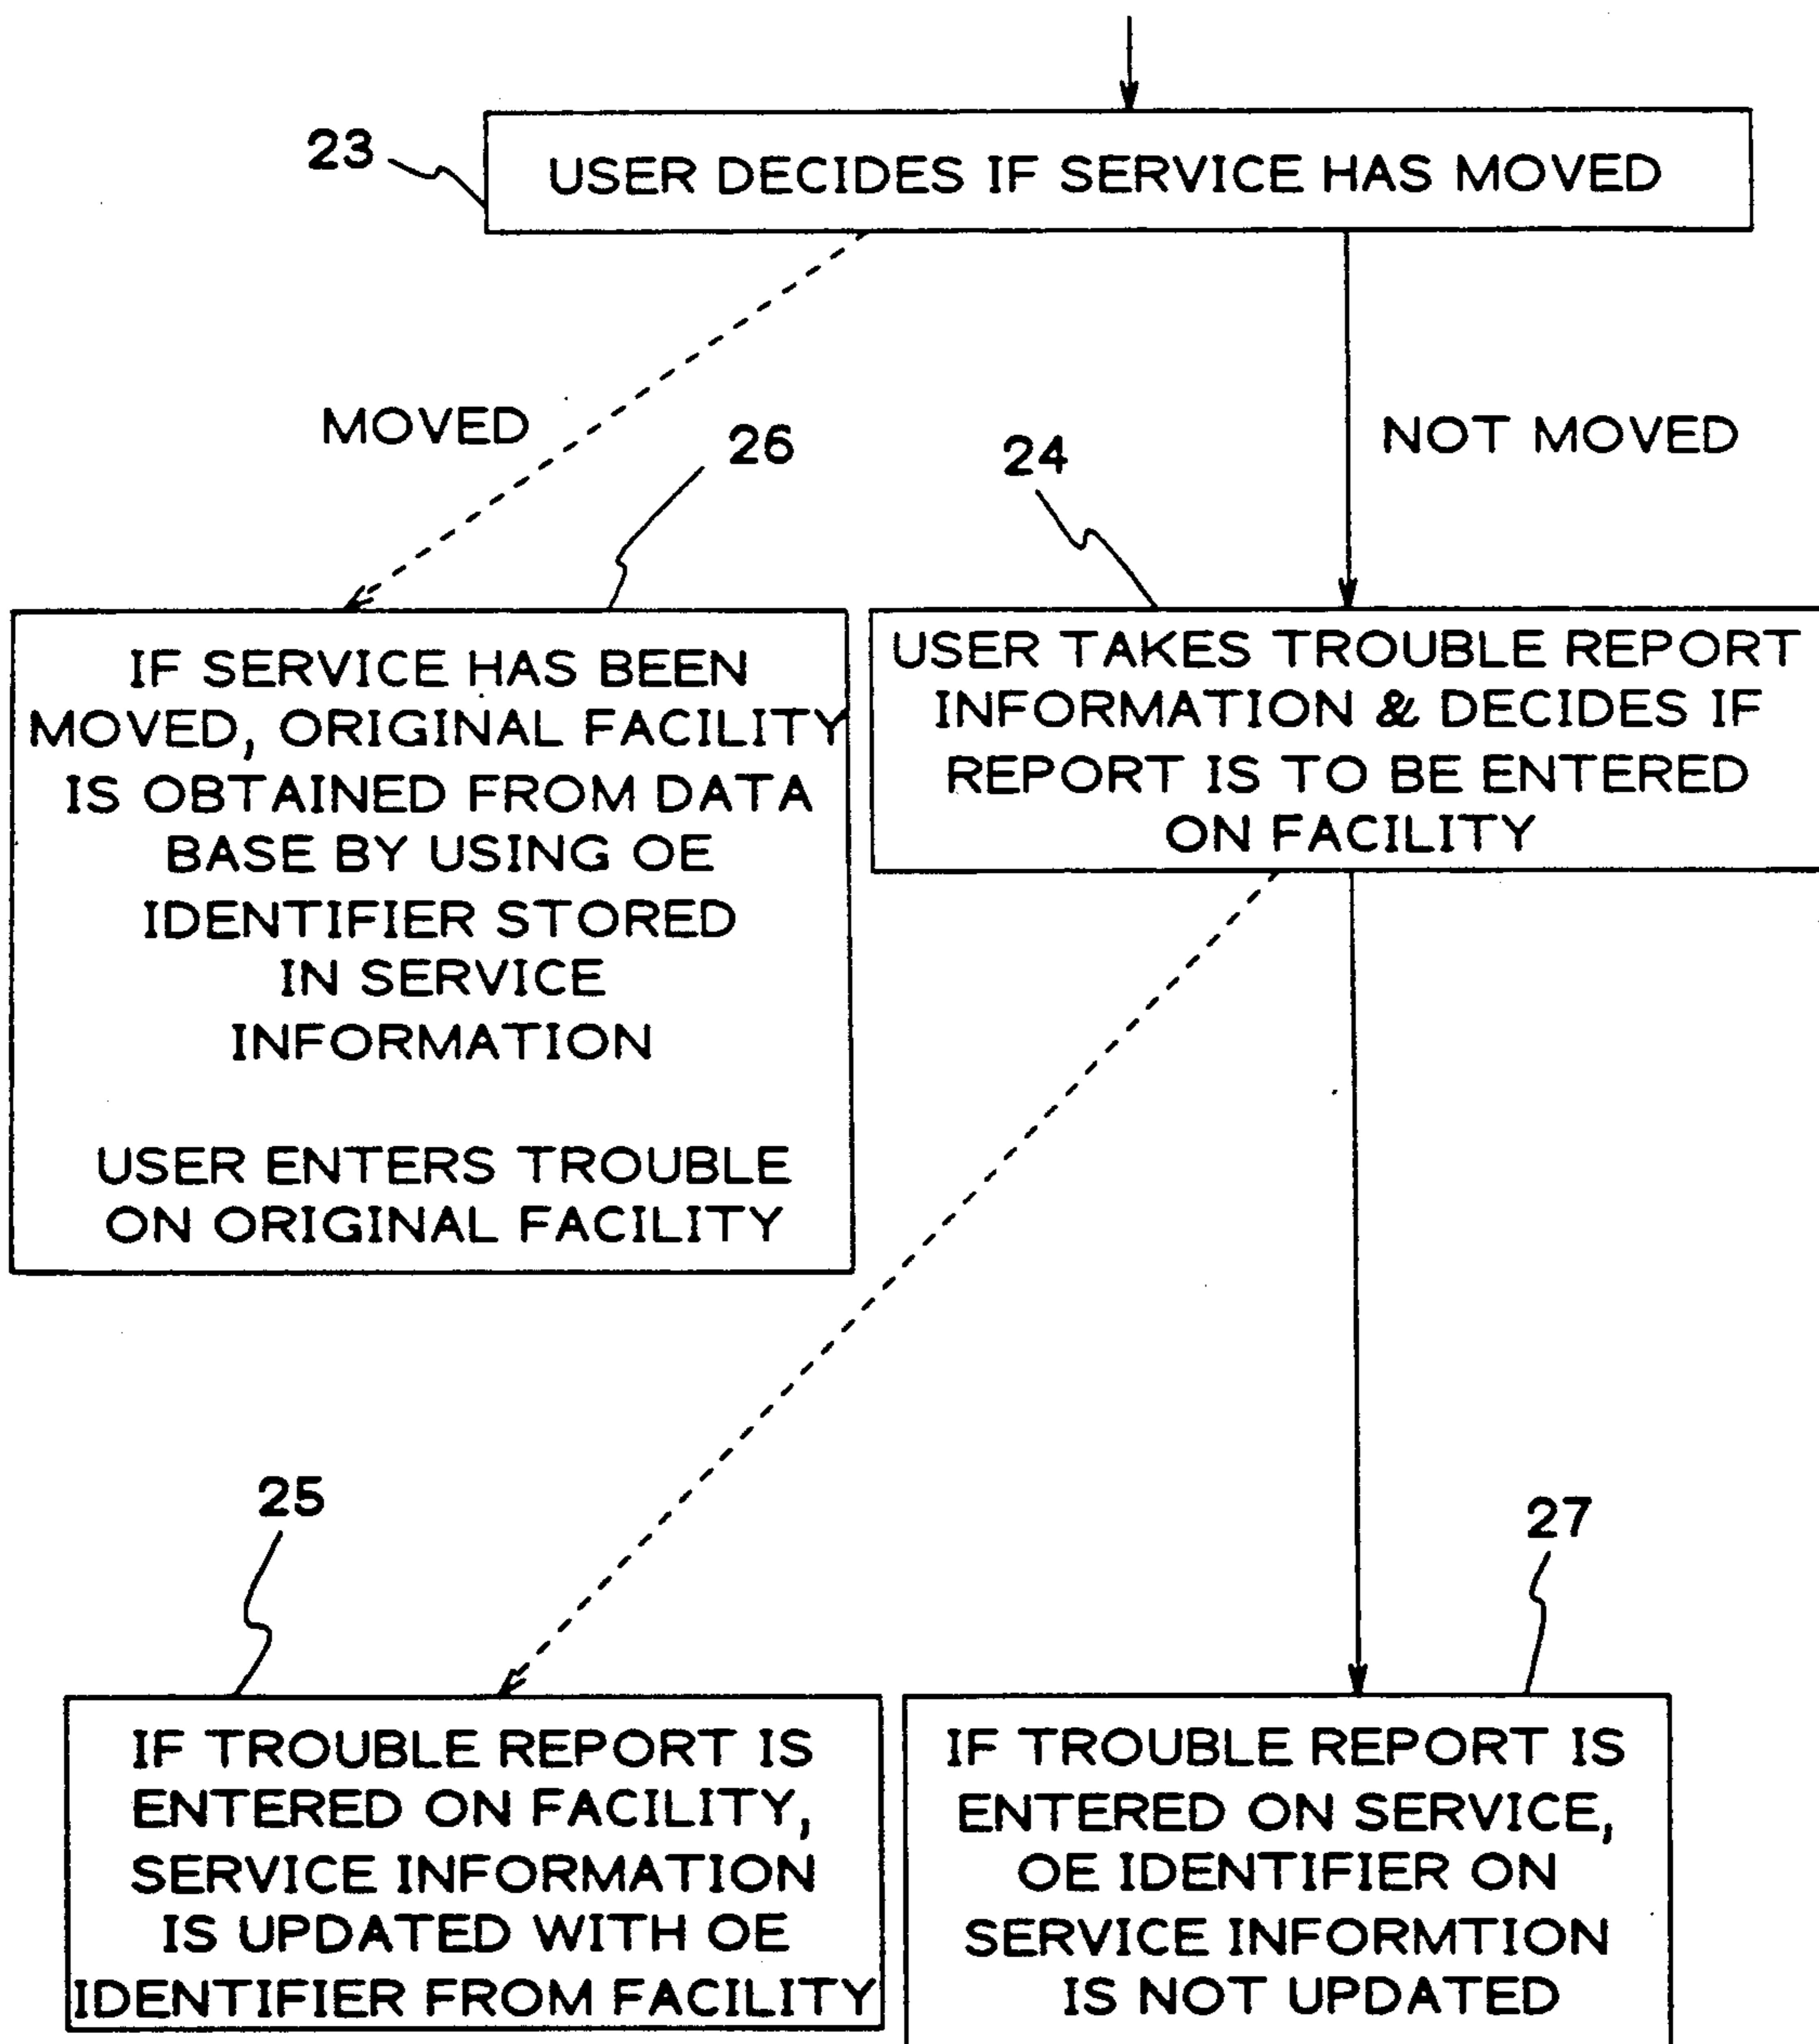 23
USER DECIDES IF SERVICE HAS MOVED
MOVED
NOT MOVED
26
IF SERVICE HAS BEEN
MOVED, ORIGINAL FACILITY
IS OBTAINED FROM DATA
BASE BY USING OE
IDENTIFIER STORED
IN SERVICE
INFORMATION
USER ENTERS TROUBLE
ON ORIGINAL FACILITY
24
USER TAKES TROUBLE REPORT
INFORMATION & DECIDES IF
REPORT IS TO BE ENTERED
ON FACILITY
25
IF TROUBLE REPORT IS
ENTERED ON FACILITY,
SERVICE INFORMATION
IS UPDATED WITH OE
IDENTIFIER FROM FACILITY
27
IF TROUBLE REPORT IS
ENTERED ON SERVICE,
OE IDENTIFIER ON
SERVICE INFORMTION
IS NOT UPDATED